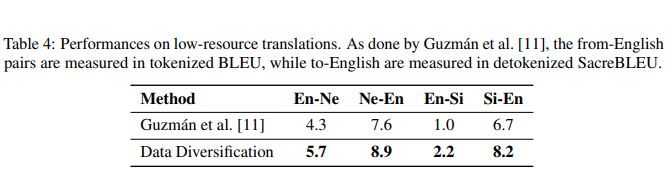 Table 4: Performances on low-resource translations. As done by Guzmán et al. [11], the from-English
pairs are measured in tokenized BLEU, while to-English are measured in detokenized SacreBLEU.
Method En-Ne Ne-En En-Si Si-En
Guzmán et al. [11] 4.3 7.6 1.0 6.7
Data Diversification 5.7 8.9 2.2 8.2